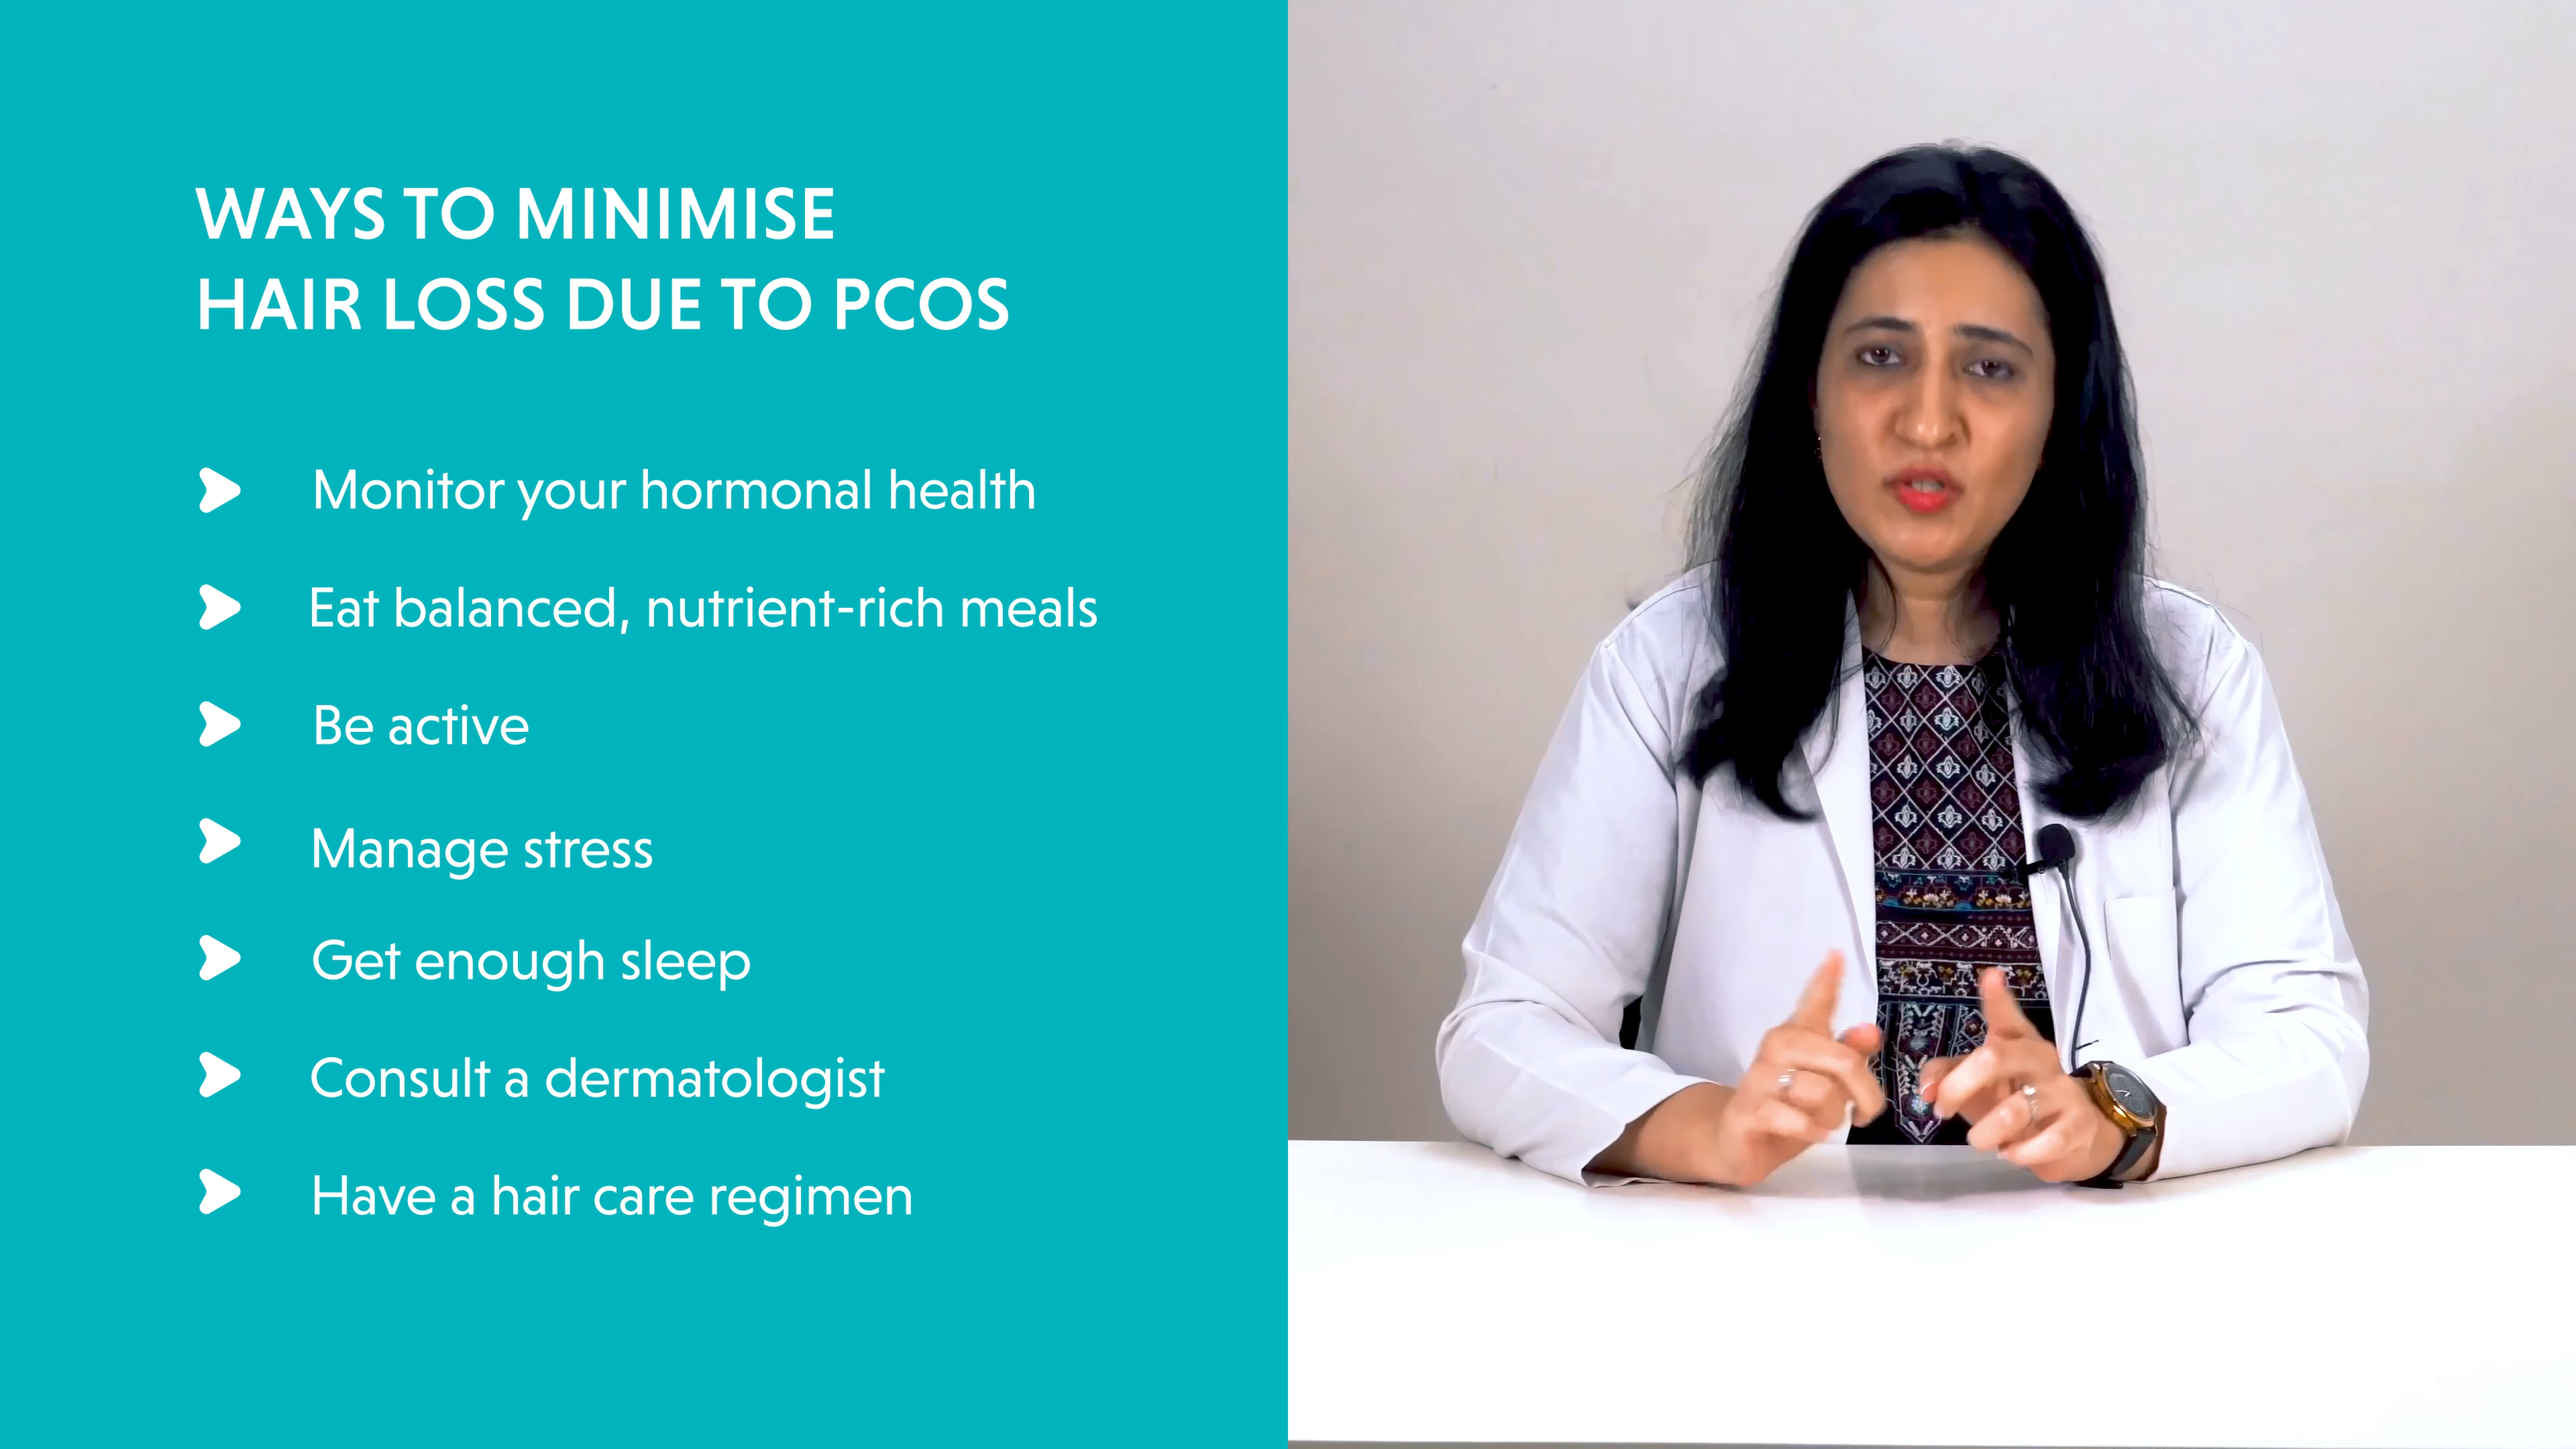 WAYS TO MINIMISE
HAIR LOSS DUE TO PCOS
Monitor your hormonal health
Eat balanced, nutrient-rich meals
Be active
Manage stress
Get enough sleep
Consult a dermatologist
Have a hair care regimen